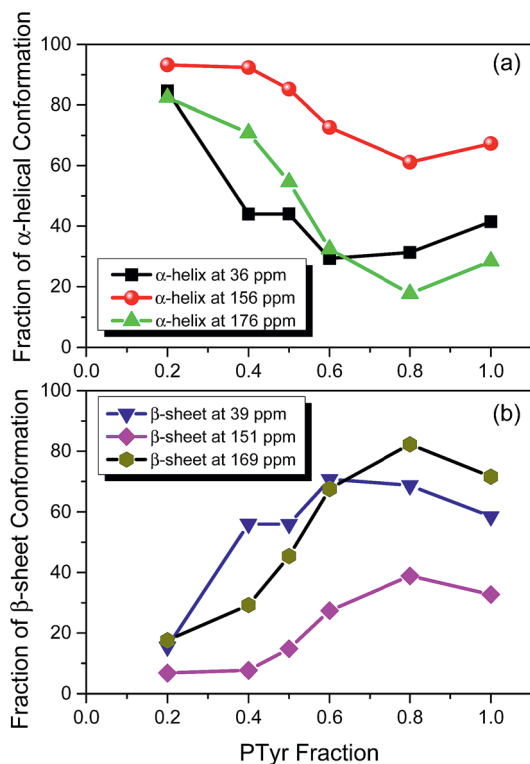 (a)
Fraction of α-helical Conformation
100
80
60
40
20
0
α-helix at 36 ppm
α-helix at 156 ppm
α-helix at 176 ppm
0.0 0.2 0.4 0.6 0.8 1.0
(b)
Fraction of β-sheet Conformation
100
80
60
40
20
0
β-sheet at 39 ppm
β-sheet at 151 ppm
β-sheet at 169 ppm
0.0 0.2 0.4 0.6 0.8 1.0
PTyr Fraction